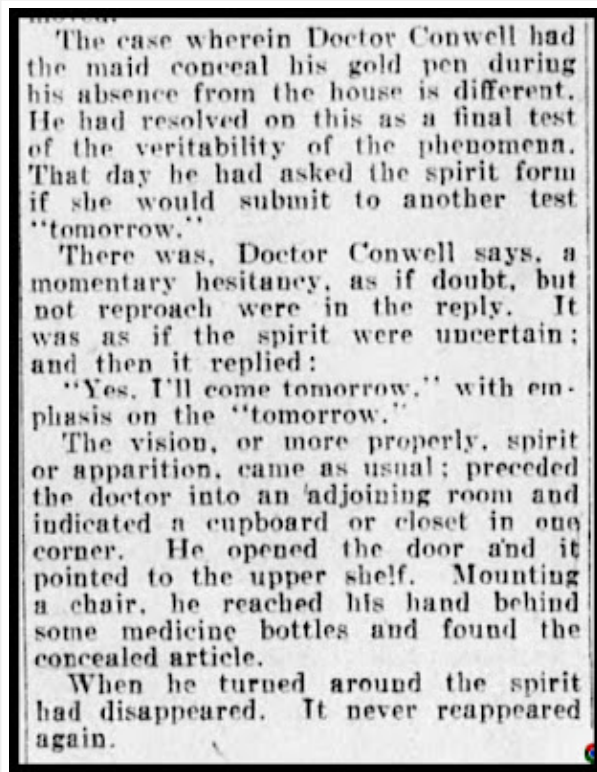 moved.
The case wherein Doctor Conwell had
the maid conceal his gold pen during
his absence from the house is different.
He had resolved on this as a final test
of the veritability of the phenomena.
That day he had asked the spirit form
if she would submit to another test
"tomorrow."
There was, Doctor Conwell says, a
momentary hesitancy, as if doubt, but
not reproach were in the reply. It
was as if the spirit were uncertain;
and then it replied:
"Yes, I'll come tomorrow," with em-
phasis on the "tomorrow."
The vision, or more properly, spirit
or apparition, came as usual; preceded
the doctor into an adjoining room and
indicated a cupboard or closet in one
corner. He opened the door and it
pointed to the upper shelf. Mounting
a chair, he reached his hand behind
some medicine bottles and found the
concealed article.
When he turned around the spirit
had disappeared. It never reappeared
again.